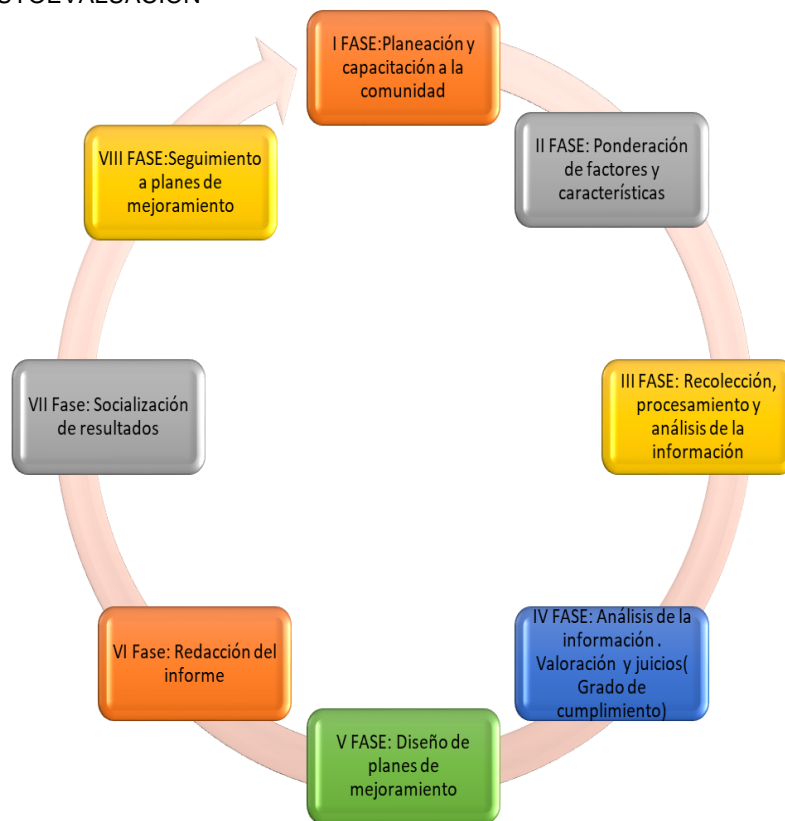 UTOEVALUACIÓN
I FASE:Planeación y
capacitación a la
comunidad
II FASE: Ponderación
de factores y
características
III FASE: Recolección,
procesamiento y
análisis de la
información
IV FASE: Análisis de la
información .
Valoración y juicios(
Grado de
cumplimiento)
V FASE: Diseño de
planes de
mejoramiento
VI Fase: Redacción del
informe
VII Fase: Socialización
de resultados
VIII FASE:Seguimiento
a planes de
mejoramiento